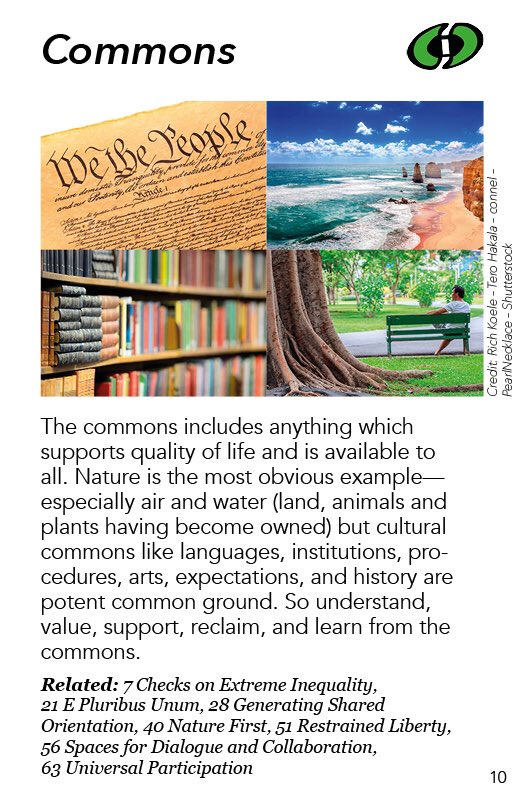 Commons
We the People
Article I
Credit: Rich Koele – Tero Hakala – connel –
PearlNecklace – Shutterstock
The commons includes anything which
supports quality of life and is available to
all. Nature is the most obvious example—
especially air and water (land, animals and
plants having become owned) but cultural
commons like languages, institutions, pro-
cedures, arts, expectations, and history are
potent common ground. So understand,
value, support, reclaim, and learn from the
commons.
Related: 7 Checks on Extreme Inequality,
21 E Pluribus Unum, 28 Generating Shared
Orientation, 40 Nature First, 51 Restrained Liberty,
56 Spaces for Dialogue and Collaboration,
63 Universal Participation
10